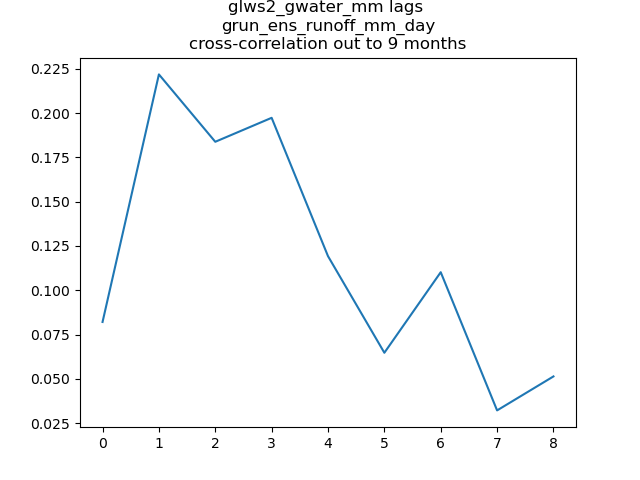 glws2_gwater_mm lags
grun_ens_runoff_mm_day
cross-correlation out to 9 months
0.225
0.200
0.175
0.150
0.125
0.100
0.075
0.050
0.025
0 1 2 3 4 5 6 7 8